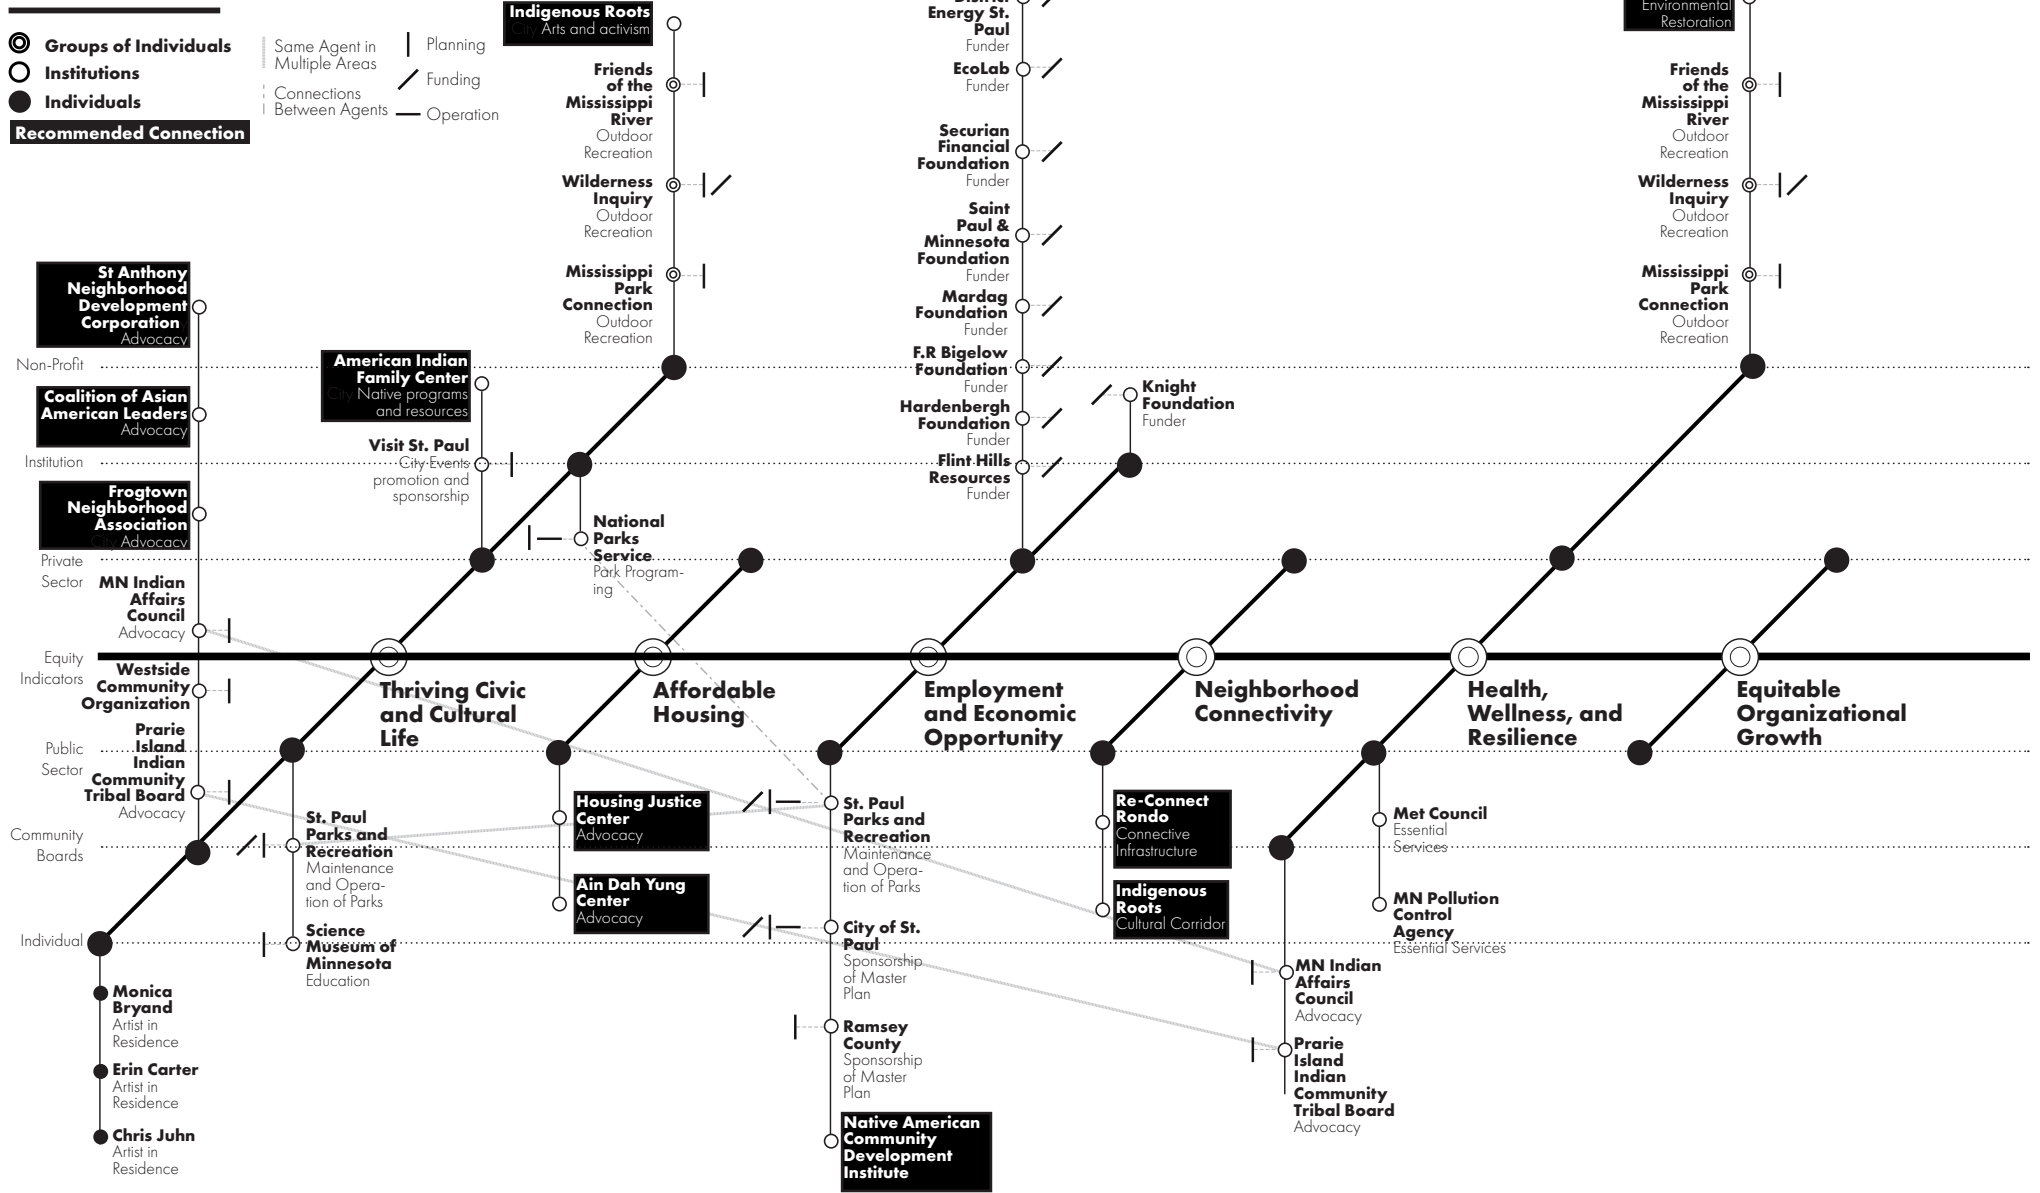 Groups of Individuals
Institutions
Individuals
Recommended Connection
Same Agent in
Multiple Areas
Connections
Between Agents
Planning
Funding
Operation
Indigenous Roots
City Arts and activism
Friends
of the
Mississippi
River
Outdoor
Recreation
Wilderness
Inquiry
Outdoor
Recreation
Mississippi
Park
Connection
Outdoor
Recreation
Energy St.
Paul
Funder
EcoLab
Funder
Securian
Financial
Foundation
Funder
Saint
Paul &
Minnesota
Foundation
Funder
Mardag
Foundation
Funder
F.R Bigelow
Foundation
Funder
Hardenbergh
Foundation
Funder
Flint Hills
Resources
Funder
Knight
Foundation
Funder
Environmental
Restoration
Friends
of the
Mississippi
River
Outdoor
Recreation
Wilderness
Inquiry
Outdoor
Recreation
Mississippi
Park
Connection
Outdoor
Recreation
St Anthony
Neighborhood
Development
Corporation
Advocacy
Non-Profit
Coalition of Asian
American Leaders
Advocacy
Institution
Frogtown
Neighborhood
Association
City Advocacy
Private
Sector
MN Indian
Affairs
Council
Advocacy
Equity
Indicators
Westside
Community
Organization
Prarie
Island
Indian
Community
Tribal Board
Advocacy
Public
Sector
Community
Boards
Individual
American Indian
Family Center
City Native programs
and resources
Visit St. Paul
City Events
promotion and
sponsorship
National
Parks
Service
Park Program-
ing
Thriving Civic
and Cultural
Life
Affordable
Housing
Employment
and Economic
Opportunity
Neighborhood
Connectivity
Health,
Wellness, and
Resilience
Equitable
Organizational
Growth
Monica
Bryand
Artist in
Residence
Erin Carter
Artist in
Residence
Chris Juhn
Artist in
Residence
St. Paul
Parks and
Recreation
Maintenance
and Opera-
tion of Parks
Science
Museum of
Minnesota
Education
Housing Justice
Center
Advocacy
Ain Dah Yung
Center
Advocacy
St. Paul
Parks and
Recreation
Maintenance
and Opera-
tion of Parks
City of St.
Paul
Sponsorship
of Master
Plan
Ramsey
County
Sponsorship
of Master
Plan
Native American
Community
Development
Institute
Re-Connect
Rondo
Connective
Infrastructure
Indigenous
Roots
Cultural Corridor
Met Council
Essential
Services
MN Pollution
Control
Agency
Essential Services
MN Indian
Affairs
Council
Advocacy
Prarie
Island
Indian
Community
Tribal Board
Advocacy